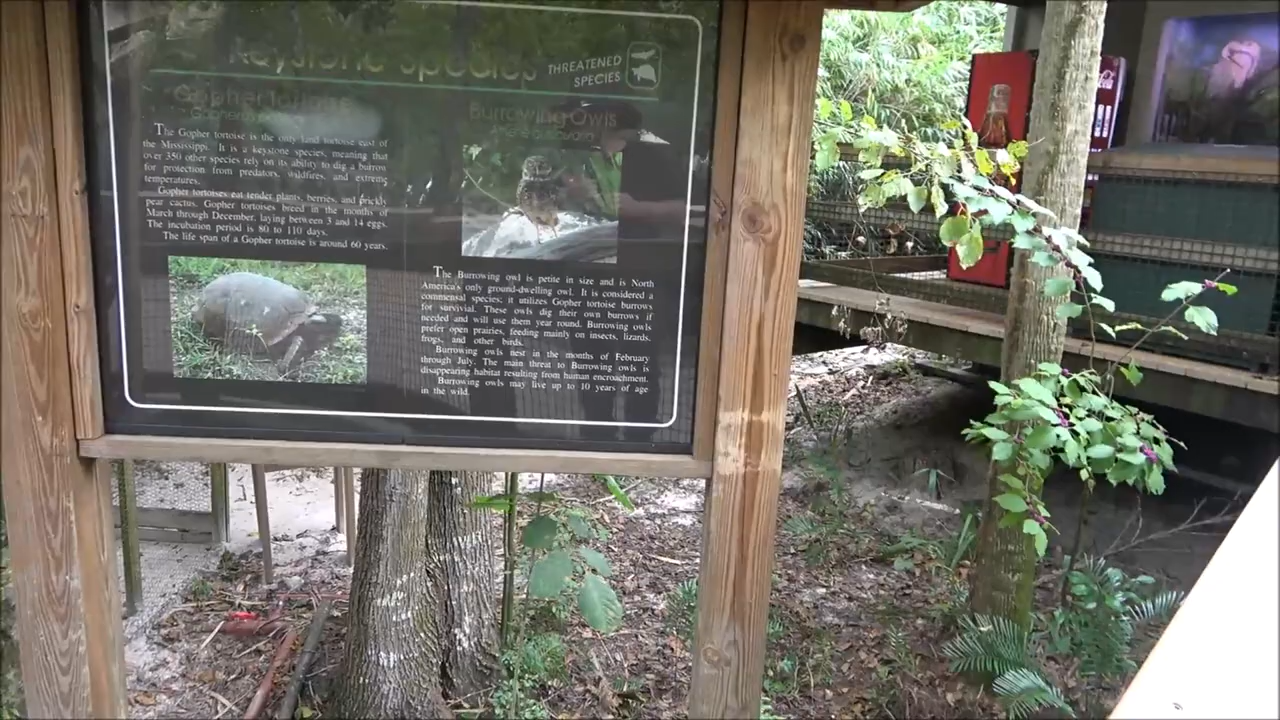 Keystone Species
THREATENED
SPECIES
Gopher Tortoise
The Gopher tortoise is the only land tortoise east of
the Mississippi. It is a keystone species, meaning that
over 350 other species rely on its ability to dig a burrow
for protection from predators, wildfires, and extreme
temperatures.
Gopher tortoises eat tender plants, berries, and prickly
pear cactus. Gopher tortoises breed in the months of
March through December, laying between 3 and 14 eggs.
The incubation period is 80 to 110 days.
The life span of a Gopher tortoise is around 60 years.
Burrowing Owls
The Burrowing owl is petite in size and is North
America's only ground-dwelling owl. It is considered a
commensal species; it utilizes Gopher tortoise burrows
for survivial. These owls dig their own burrows if
needed and will use them year round. Burrowing owls
prefer open prairies, feeding mainly on insects, lizards,
frogs, and other birds.
Burrowing owls nest in the months of February
through July. The main threat to Burrowing owls is
disappearing habitat resulting from human encroachment.
Burrowing owls may live up to 10 years of age
in the wild.